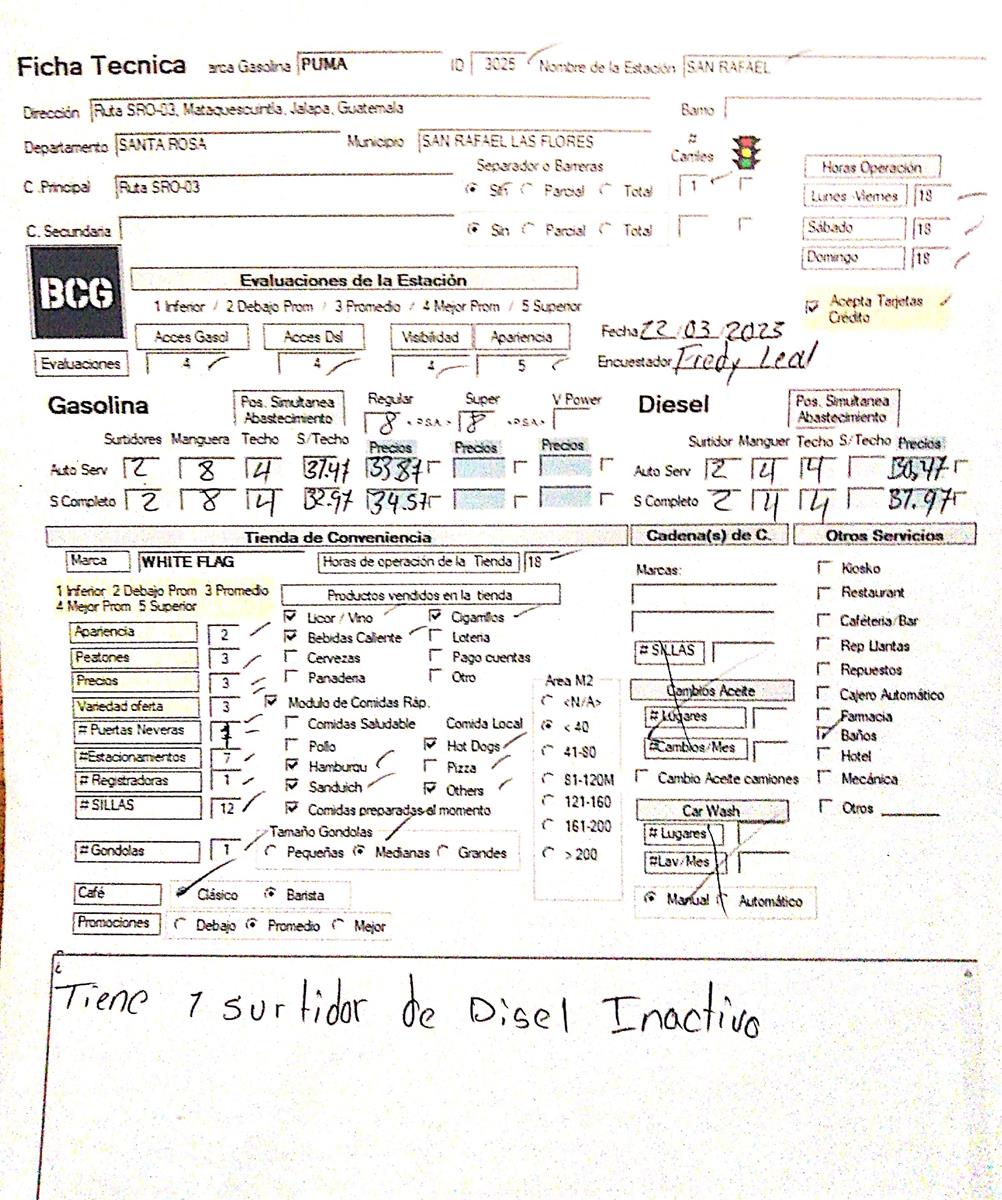 Ficha Tecnica arca Gasolina PUMA ID 3025 Nombre de la Estación SAN RAFAEL
Dirección Ruta SRO-03, Mataquescuintla, Jalapa, Guatemala Barrio
Departamento SANTA ROSA Municipio SAN RAFAEL LAS FLORES # Carriles
Separador o Barreras Horas Operación
C .Principal Ruta SRO-03 Sin Parcial Total 1 Lunes -Viernes 18
C. Secundaria Sin Parcial Total Sábado 18
Domingo 18
BCG
Evaluaciones de la Estación
1 Inferior / 2 Debajo Prom / 3 Promedio / 4 Mejor Prom / 5 Superior Acepta Tarjetas Crédito
Acces Gasol Acces Dsl Visibilidad Apariencia Fecha 22/03/2023
Evaluaciones 4 4 4 5 Encuestador Fredy Leal
Gasolina Pos. Simultanea Abastecimiento Regular 8 <.P.S.A.> Super 8 <.P.S.A.> V Power Diesel Pos. Simultanea Abastecimiento
Surtidores Manguera Techo S/Techo Precios Precios Precios Surtidor Manguer Techo S/Techo Precios
Auto Serv 2 8 4 33.87 Auto Serv 2 4 4
S Completo 2 8 4 32.97 34.57 S Completo 2 4 4 37.97
Tienda de Conveniencia Cadena(s) de C. Otros Servicios
Marca WHITE FLAG Horas de operación de la Tienda 18 Marcas: Kiosko
1 Inferior 2 Debajo Prom 3 Promedio Productos vendidos en la tienda Restaurant
4 Mejor Prom 5 Superior
Licor / Vino Cigarrillos Caféteria/Bar
Apariencia 2 Bebidas Caliente Loteria Rep Llantas
Peatones 3 Cervezas Pago cuentas # SILLAS Repuestos
Precios 3 Panaderia Otro Area M2 Cambios Aceite Cajero Automático
Variedad oferta 3 Modulo de Comidas Ráp. <N/A> # Lugares Farmacia
# Puertas Neveras Comidas Saludable Comida Local < 40 Baños
#Estacionamientos 7 Pollo Hot Dogs 41-80 #Cambios/Mes Hotel
# Registradoras 1 Hamburqu Pizza 81-120M Cambio Aceite camiones Mecánica
# SILLAS 12 Sanduich Others 121-160 Car Wash Otros
Comidas preparadas al momento 161-200 # Lugares
Tamaño Gondolas
# Gondolas 1 Pequeñas Medianas Grandes > 200 #Lav/Mes
Café Clásico Barista Manual Automático
Promociones Debajo Promedio Mejor
Tiene 1 surtidor de Disel Inactivo